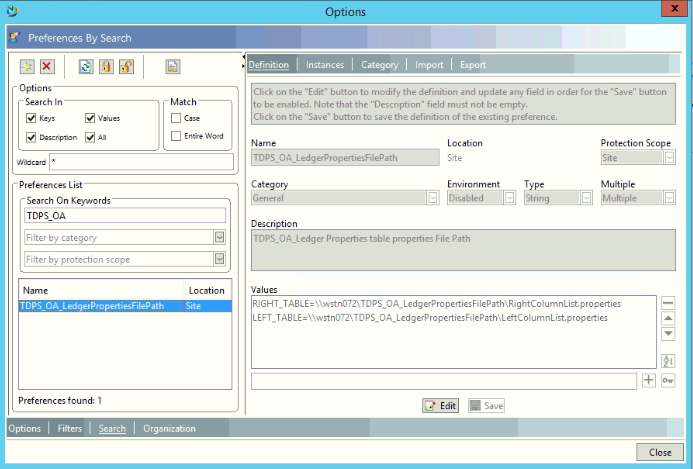 Options
x
Preferences By Search
Options
Search In
Keys
Values
Description
All
Match
Case
Entire Word
Wildcard *
Preferences List
Search On Keywords
TDPS_OA
Filter by category
Filter by protection scope
Name Location
TDPS_OA_LedgerPropertiesFilePath Site
Preferences found: 1
Definition Instances Category Import Export
Click on the "Edit" button to modify the definition and update any field in order for the "Save" button
to be enabled. Note that the "Description" field must not be empty.
Click on the "Save" button to save the definition of the existing preference.
Name Location Protection Scope
TDPS_OA_LedgerPropertiesFilePath Site Site
Category Environment Type Multiple
General Disabled String Multiple
Description
TDPS_OA_Ledger Properties table properties File Path
Values
RIGHT_TABLE=\\wstn072\TDPS_OA_LedgerPropertiesFilePath\RightColumnList.properties
LEFT_TABLE=\\wstn072\TDPS_OA_LedgerPropertiesFilePath\LeftColumnList.properties
Edit Save
Options Filters Search Organization
Close